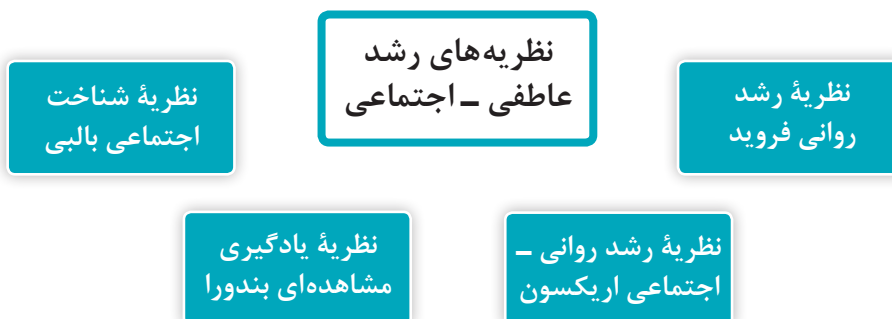 نظریه‌های رشد
عاطفی ـ اجتماعی
نظریهٔ رشد
روانی فروید
نظریهٔ شناخت
اجتماعی بالبی
نظریهٔ رشد روانی ـ
اجتماعی اریکسون
نظریهٔ یادگیری
مشاهده‌ای بندورا